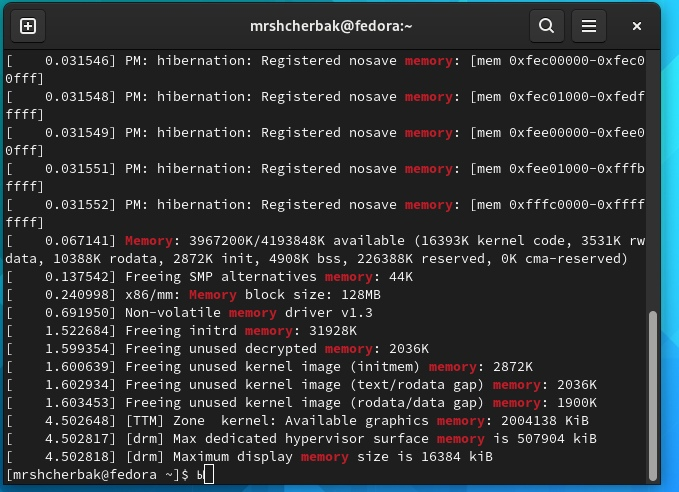 mrshcherbak@fedora:~
[    0.031546] PM: hibernation: Registered nosave memory: [mem 0xfec00000-0xfec0
0fff]
[    0.031548] PM: hibernation: Registered nosave memory: [mem 0xfec01000-0xfedf
ffff]
[    0.031549] PM: hibernation: Registered nosave memory: [mem 0xfee00000-0xfee0
0fff]
[    0.031551] PM: hibernation: Registered nosave memory: [mem 0xfee01000-0xfffb
ffff]
[    0.031552] PM: hibernation: Registered nosave memory: [mem 0xfffc0000-0xffff
ffff]
[    0.067141] Memory: 3967200K/4193848K available (16393K kernel code, 3531K rw
data, 10388K rodata, 2872K init, 4908K bss, 226388K reserved, 0K cma-reserved)
[    0.137542] Freeing SMP alternatives memory: 44K
[    0.240998] x86/mm: Memory block size: 128MB
[    0.691950] Non-volatile memory driver v1.3
[    1.522684] Freeing initrd memory: 31928K
[    1.599354] Freeing unused decrypted memory: 2036K
[    1.600639] Freeing unused kernel image (initmem) memory: 2872K
[    1.602934] Freeing unused kernel image (text/rodata gap) memory: 2036K
[    1.603453] Freeing unused kernel image (rodata/data gap) memory: 1900K
[    4.502648] [TTM] Zone  kernel: Available graphics memory: 2004138 KiB
[    4.502817] [drm] Max dedicated hypervisor surface memory is 507904 kiB
[    4.502818] [drm] Maximum display memory size is 16384 kiB
[mrshcherbak@fedora ~]$ ы